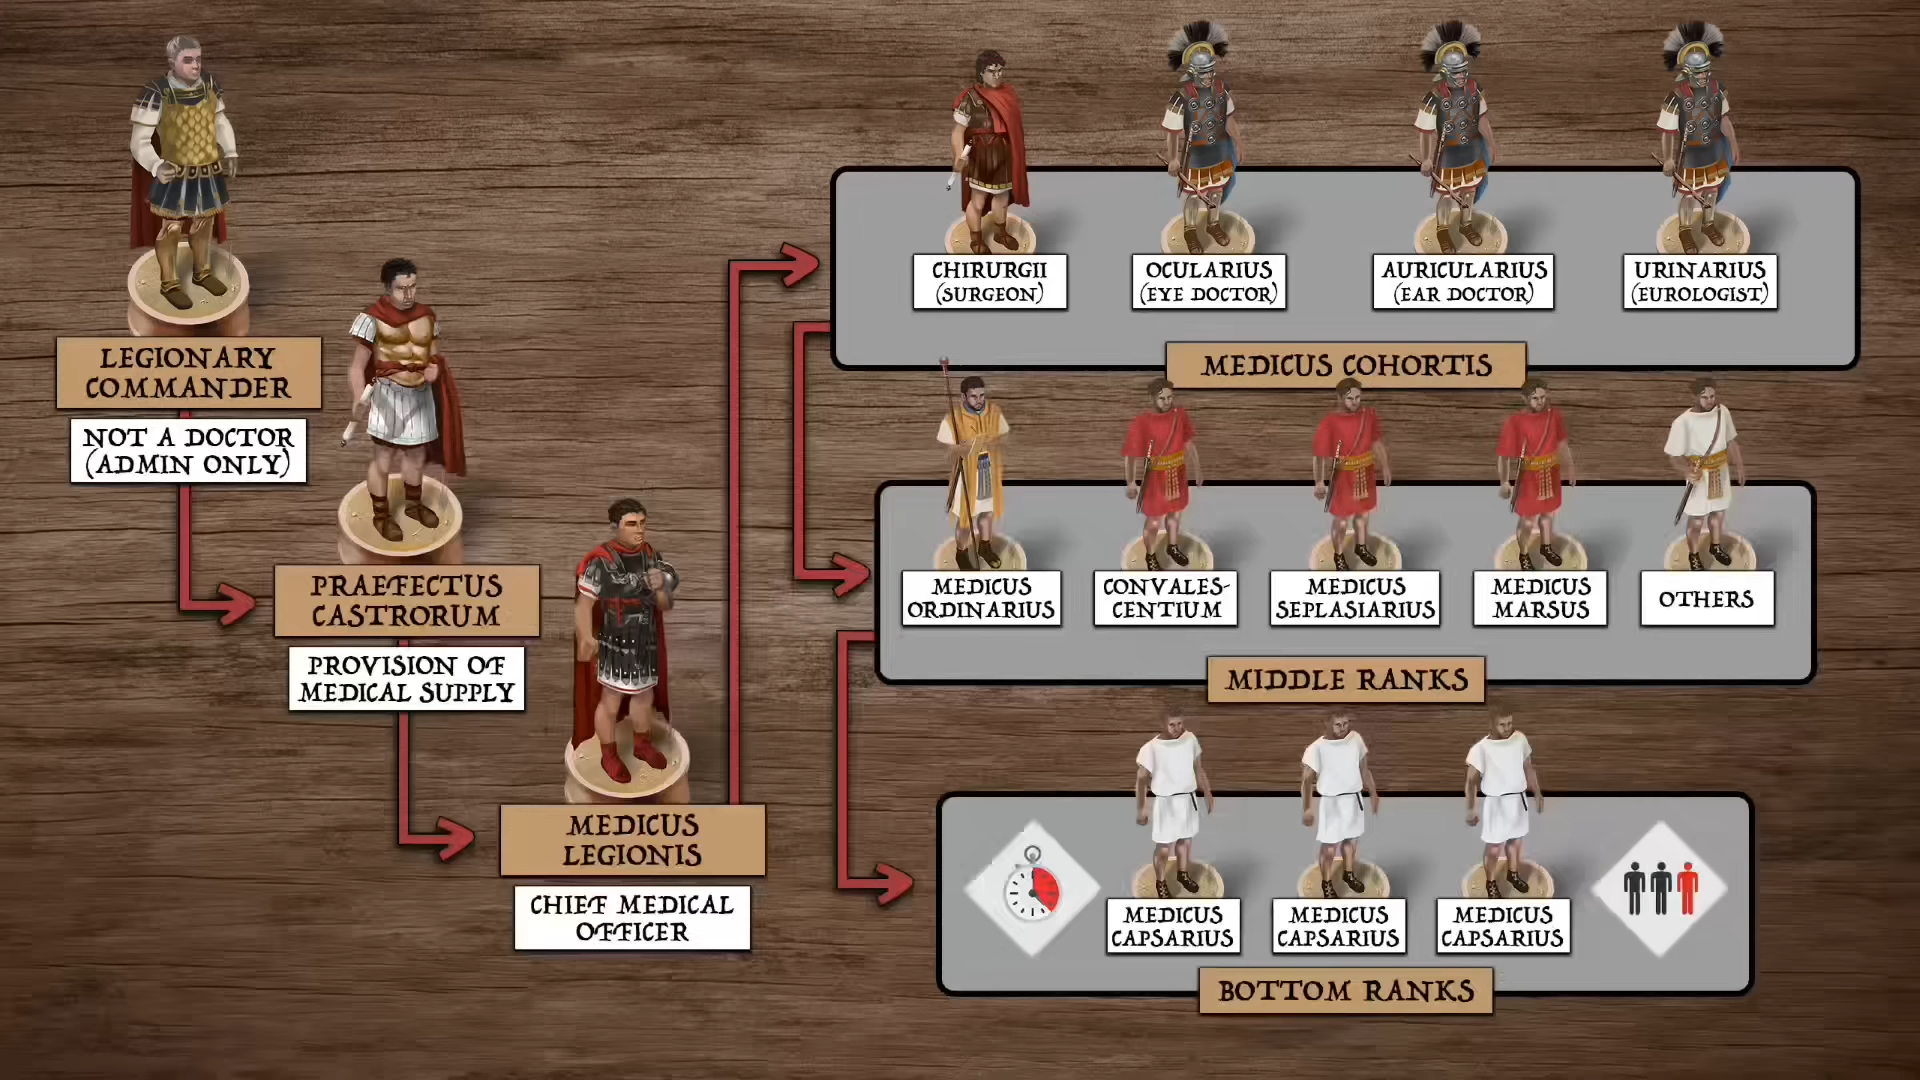 LEGIONARY
COMMANDER
NOT A DOCTOR
(ADMIN ONLY)
PRAEFECTUS
CASTRORUM
PROVISION OF
MEDICAL SUPPLY
MEDICUS
LEGIONIS
CHIEF MEDICAL
OFFICER
CHIRURGII
(SURGEON)
OCULARIUS
(EYE DOCTOR)
AURICULARIUS
(EAR DOCTOR)
URINARIUS
(EUROLOGIST)
MEDICUS COHORTIS
MEDICUS
ORDINARIUS
CONVALES-
CENTIUM
MEDICUS
SEPLASIARIUS
MEDICUS
MARSUS
OTHERS
MIDDLE RANKS
MEDICUS
CAPSARIUS
MEDICUS
CAPSARIUS
MEDICUS
CAPSARIUS
BOTTOM RANKS